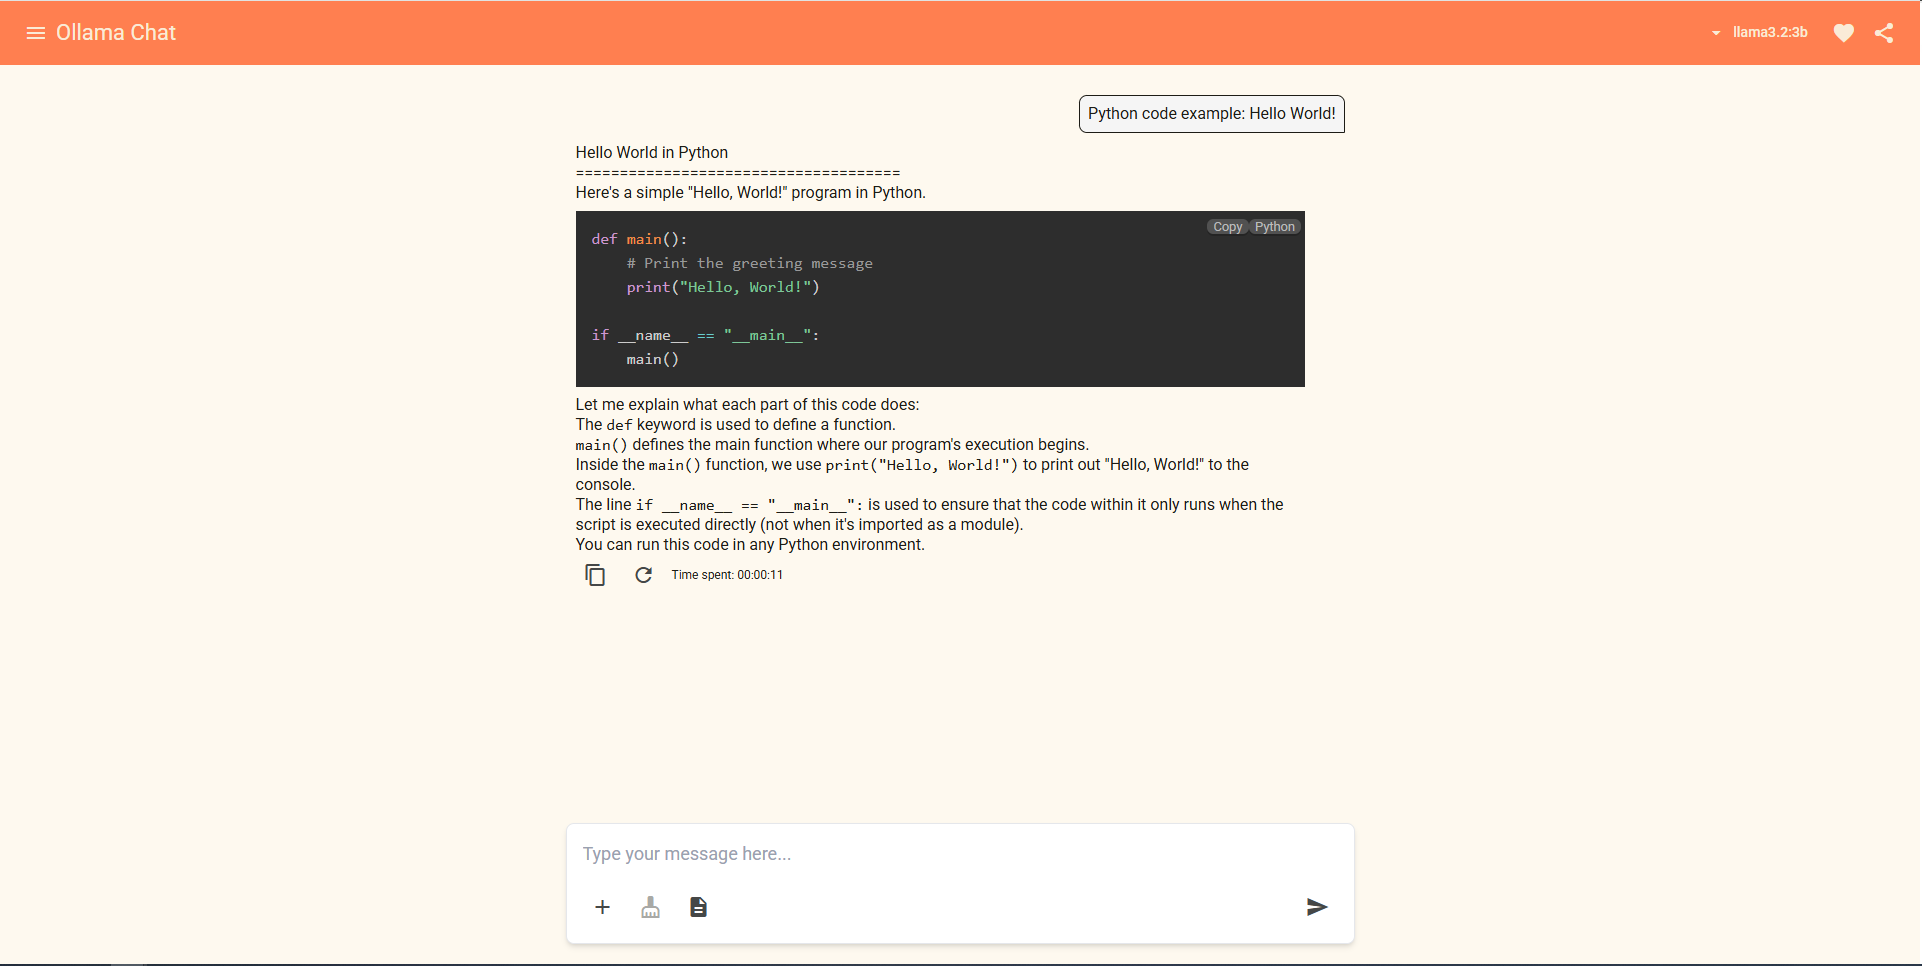 Ollama Chat
llama3.2:3b
Python code example: Hello World!
Hello World in Python
=====================================
Here's a simple "Hello, World!" program in Python.
Copy Python
def main():
    # Print the greeting message
    print("Hello, World!")
if __name__ == "__main__":
    main()
Let me explain what each part of this code does:
The def keyword is used to define a function.
main() defines the main function where our program's execution begins.
Inside the main() function, we use print("Hello, World!") to print out "Hello, World!" to the
console.
The line if __name__ == "__main__": is used to ensure that the code within it only runs when the
script is executed directly (not when it's imported as a module).
You can run this code in any Python environment.
Time spent: 00:00:11
Type your message here...